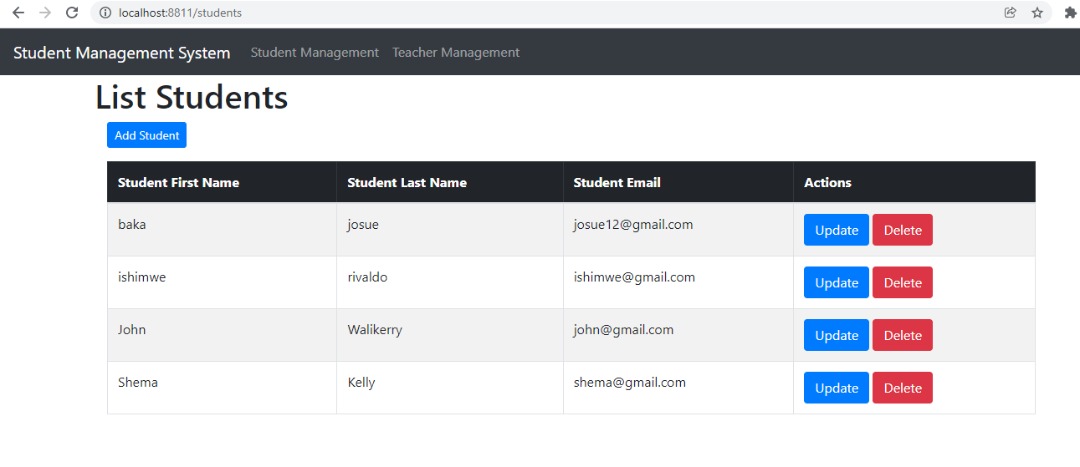 localhost:8811/students
Student Management System Student Management Teacher Management
List Students
Add Student
Student First Name Student Last Name Student Email Actions
baka josue josue12@gmail.com Update Delete
ishimwe rivaldo ishimwe@gmail.com Update Delete
John Walikerry john@gmail.com Update Delete
Shema Kelly shema@gmail.com Update Delete